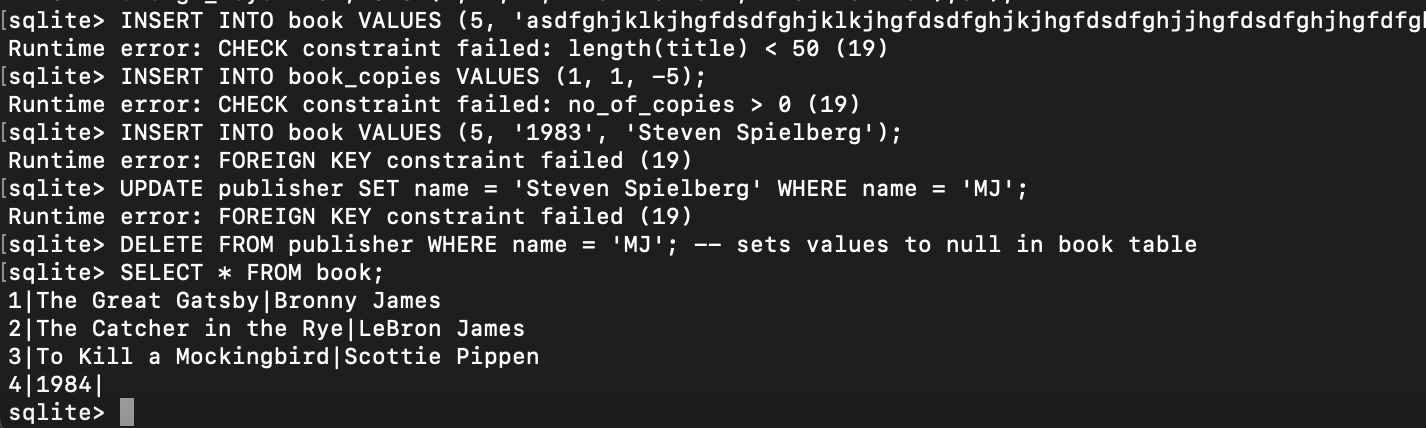 [sqlite> INSERT INTO book VALUES (5, 'asdfghjklkjhgfdsdfghjklkjhgfdsdfghjkjhgfdsdfghjjhgfdsdfghjhgfdfg
Runtime error: CHECK constraint failed: length(title) < 50 (19)
[sqlite> INSERT INTO book_copies VALUES (1, 1, -5);
Runtime error: CHECK constraint failed: no_of_copies > 0 (19)
[sqlite> INSERT INTO book VALUES (5, '1983', 'Steven Spielberg');
Runtime error: FOREIGN KEY constraint failed (19)
[sqlite> UPDATE publisher SET name = 'Steven Spielberg' WHERE name = 'MJ';
Runtime error: FOREIGN KEY constraint failed (19)
[sqlite> DELETE FROM publisher WHERE name = 'MJ'; -- sets values to null in book table
[sqlite> SELECT * FROM book;
1|The Great Gatsby|Bronny James
2|The Catcher in the Rye|LeBron James
3|To Kill a Mockingbird|Scottie Pippen
4|1984|
sqlite>